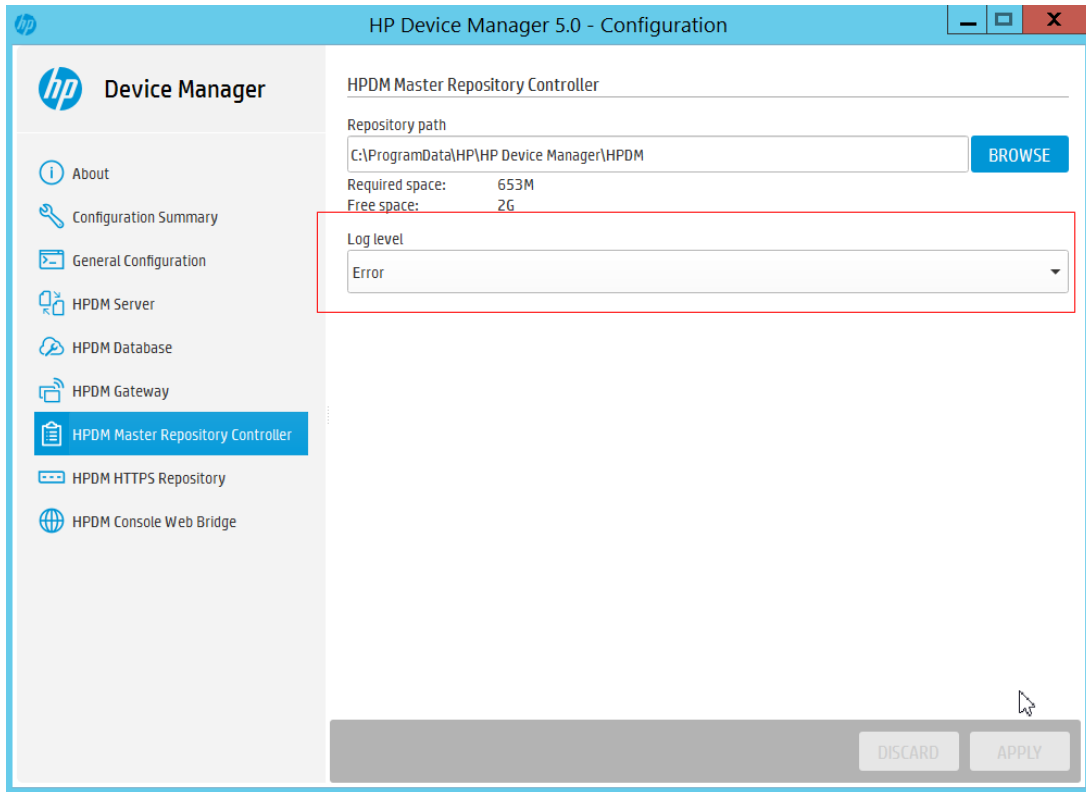 HP Device Manager 5.0 - Configuration
X
hp
Device Manager
About
Configuration Summary
General Configuration
HPDM Server
HPDM Database
HPDM Gateway
HPDM Master Repository Controller
HPDM HTTPS Repository
HPDM Console Web Bridge
HPDM Master Repository Controller
Repository path
C:\ProgramData\HP\HP Device Manager\HPDM
BROWSE
Required space: 653M
Free space: 2G
Log level
Error
DISCARD
APPLY